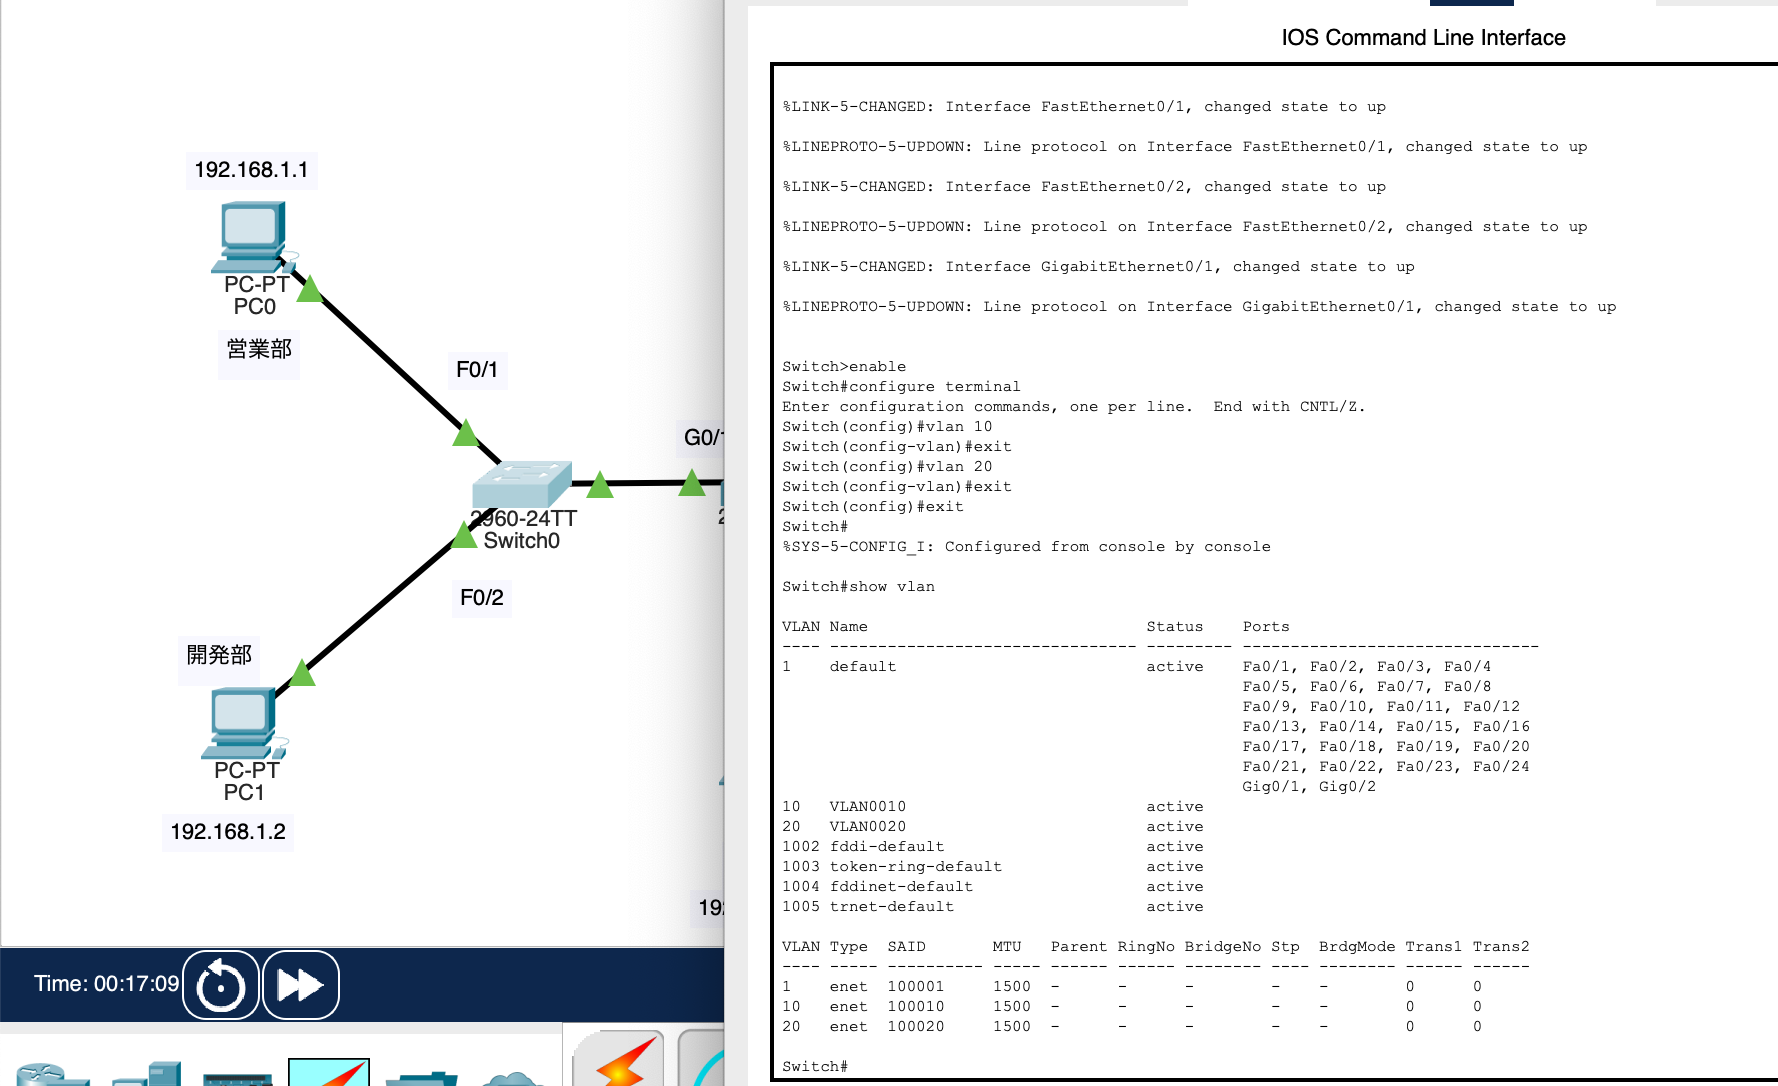 192.168.1.1
PC-PT
PC0
営業部
F0/1
G0/1
2960-24TT
Switch0
F0/2
開発部
PC-PT
PC1
192.168.1.2
Time: 00:17:09
IOS Command Line Interface
%LINK-5-CHANGED: Interface FastEthernet0/1, changed state to up
%LINEPROTO-5-UPDOWN: Line protocol on Interface FastEthernet0/1, changed state to up
%LINK-5-CHANGED: Interface FastEthernet0/2, changed state to up
%LINEPROTO-5-UPDOWN: Line protocol on Interface FastEthernet0/2, changed state to up
%LINK-5-CHANGED: Interface GigabitEthernet0/1, changed state to up
%LINEPROTO-5-UPDOWN: Line protocol on Interface GigabitEthernet0/1, changed state to up
Switch>enable
Switch#configure terminal
Enter configuration commands, one per line.  End with CNTL/Z.
Switch(config)#vlan 10
Switch(config-vlan)#exit
Switch(config)#vlan 20
Switch(config-vlan)#exit
Switch(config)#exit
Switch#
%SYS-5-CONFIG_I: Configured from console by console
Switch#show vlan
VLAN Name                             Status    Ports
---- -------------------------------- --------- -------------------------------
1    default                          active    Fa0/1, Fa0/2, Fa0/3, Fa0/4
                                                Fa0/5, Fa0/6, Fa0/7, Fa0/8
                                                Fa0/9, Fa0/10, Fa0/11, Fa0/12
                                                Fa0/13, Fa0/14, Fa0/15, Fa0/16
                                                Fa0/17, Fa0/18, Fa0/19, Fa0/20
                                                Fa0/21, Fa0/22, Fa0/23, Fa0/24
                                                Gig0/1, Gig0/2
10   VLAN0010                         active
20   VLAN0020                         active
1002 fddi-default                     active
1003 token-ring-default               active
1004 fddinet-default                  active
1005 trnet-default                    active
VLAN Type  SAID       MTU   Parent RingNo BridgeNo Stp  BrdgMode Trans1 Trans2
---- ----- ---------- ----- ------ ------ -------- ---- -------- ------ ------
1    enet  100001     1500  -      -      -        -    -        0      0
10   enet  100010     1500  -      -      -        -    -        0      0
20   enet  100020     1500  -      -      -        -    -        0      0
Switch#